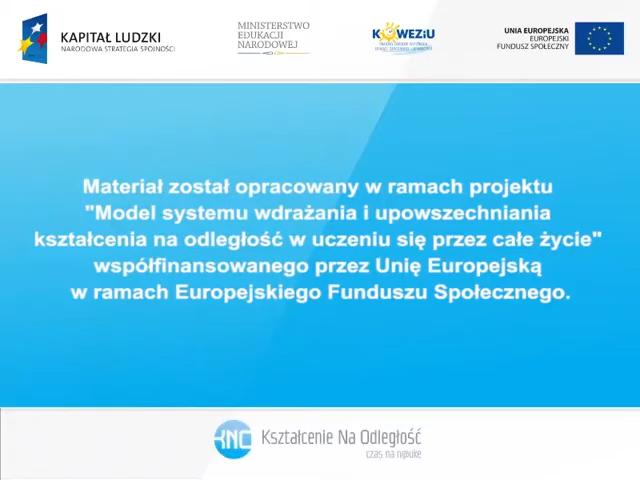 KAPITAŁ LUDZKI
NARODOWA STRATEGIA SPÓJNOŚCI
MINISTERSTWO
EDUKACJI
NARODOWEJ
KOWEZiU
UNIA EUROPEJSKA
EUROPEJSKI
FUNDUSZ SPOŁECZNY
Materiał został opracowany w ramach projektu
"Model systemu wdrażania i upowszechniania
kształcenia na odległość w uczeniu się przez całe życie"
współfinansowanego przez Unię Europejską
w ramach Europejskiego Funduszu Społecznego.
KNO Kształcenie Na Odległość
czas na naukę